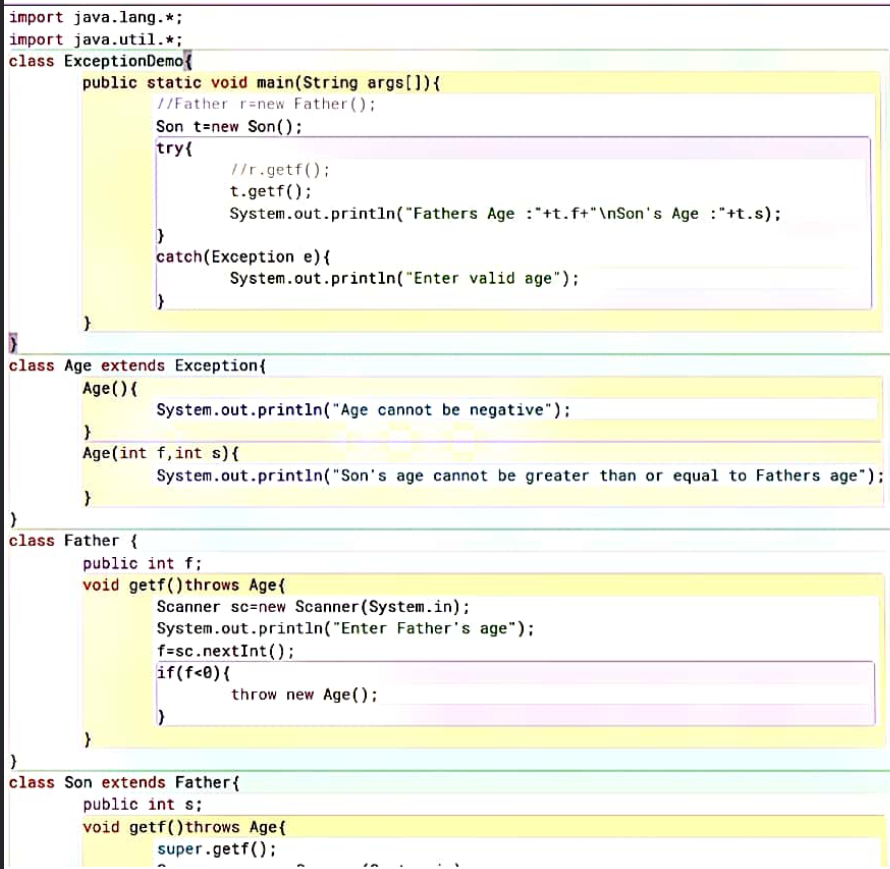 import java.lang.*;
import java.util.*;
class ExceptionDemo{
public static void main(String args[]){
//Father r=new Father();
Son t=new Son();
try{
//r.getf();
t.getf();
System.out.println("Fathers Age :"+t.f+"\nSon's Age :"+t.s);
}
catch(Exception e){
System.out.println("Enter valid age");
}
}
}
class Age extends Exception{
Age(){
System.out.println("Age cannot be negative");
}
Age(int f,int s){
System.out.println("Son's age cannot be greater than or equal to Fathers age");
}
}
class Father {
public int f;
void getf()throws Age{
Scanner sc=new Scanner(System.in);
System.out.println("Enter Father's age");
f=sc.nextInt();
if(f<0){
throw new Age();
}
}
}
class Son extends Father{
public int s;
void getf()throws Age{
super.getf();